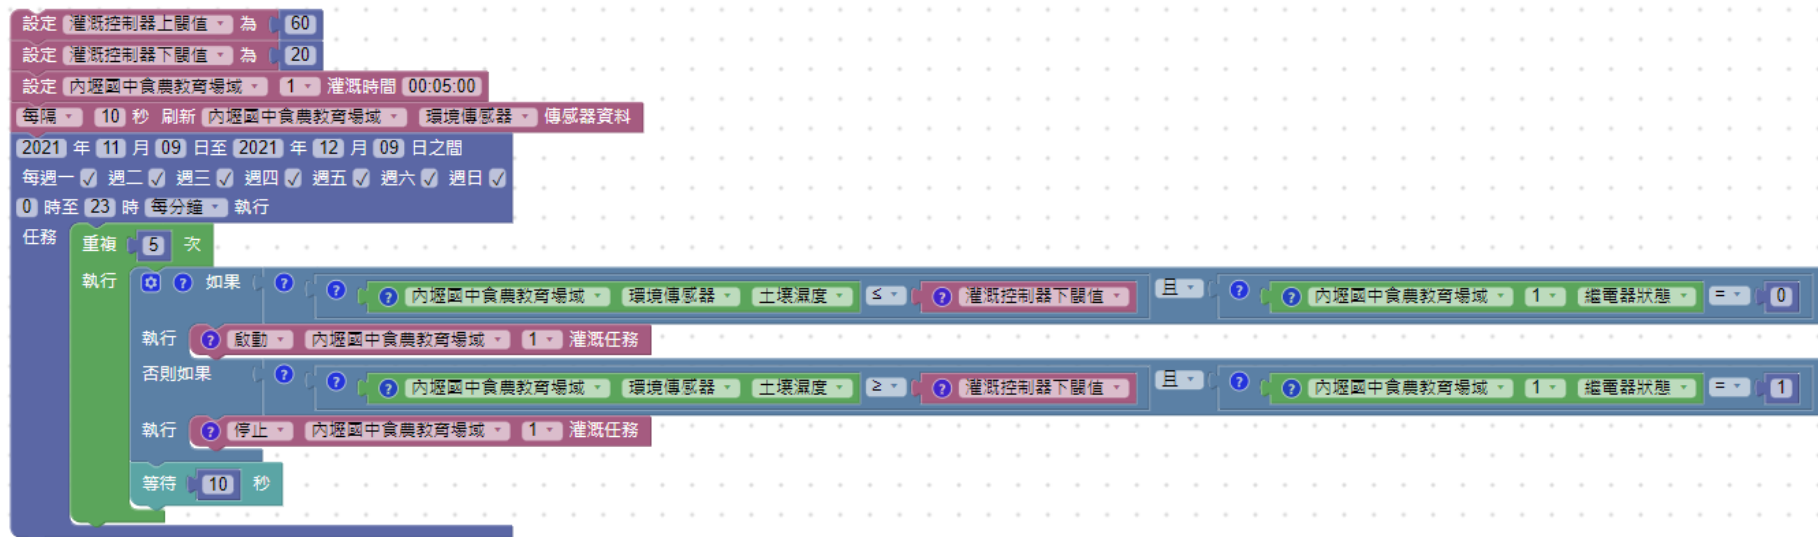 設定 灌溉控制器上閾值 為 60
設定 灌溉控制器下閾值 為 20
設定 內壢國中食農教育場域 1 灌溉時間 00:05:00
每隔 10 秒 刷新 內壢國中食農教育場域 環境傳感器 傳感器資料
2021 年 11 月 09 日至 2021 年 12 月 09 日之間
每週一 ✓ 週二 ✓ 週三 ✓ 週四 ✓ 週五 ✓ 週六 ✓ 週日 ✓
0 時至 23 時 每分鐘 執行
任務 重複 5 次
執行 ? 如果 ? ? ? 內壢國中食農教育場域 環境傳感器 土壤濕度 ≤ ? 灌溉控制器下閾值 且 ? ? 內壢國中食農教育場域 1 繼電器狀態 = 0
執行 ? 啟動 內壢國中食農教育場域 1 灌溉任務
否則如果 ? ? ? 內壢國中食農教育場域 環境傳感器 土壤濕度 ≥ ? 灌溉控制器下閾值 且 ? ? 內壢國中食農教育場域 1 繼電器狀態 = 1
執行 ? 停止 內壢國中食農教育場域 1 灌溉任務
等待 10 秒